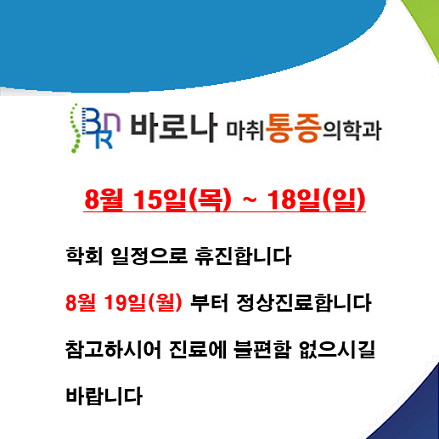 BNR 바로나 마취통증의학과
8월 15일(목) ~ 18일(일)
학회 일정으로 휴진합니다
8월 19일(월) 부터 정상진료합니다
참고하시어 진료에 불편함 없으시길
바랍니다